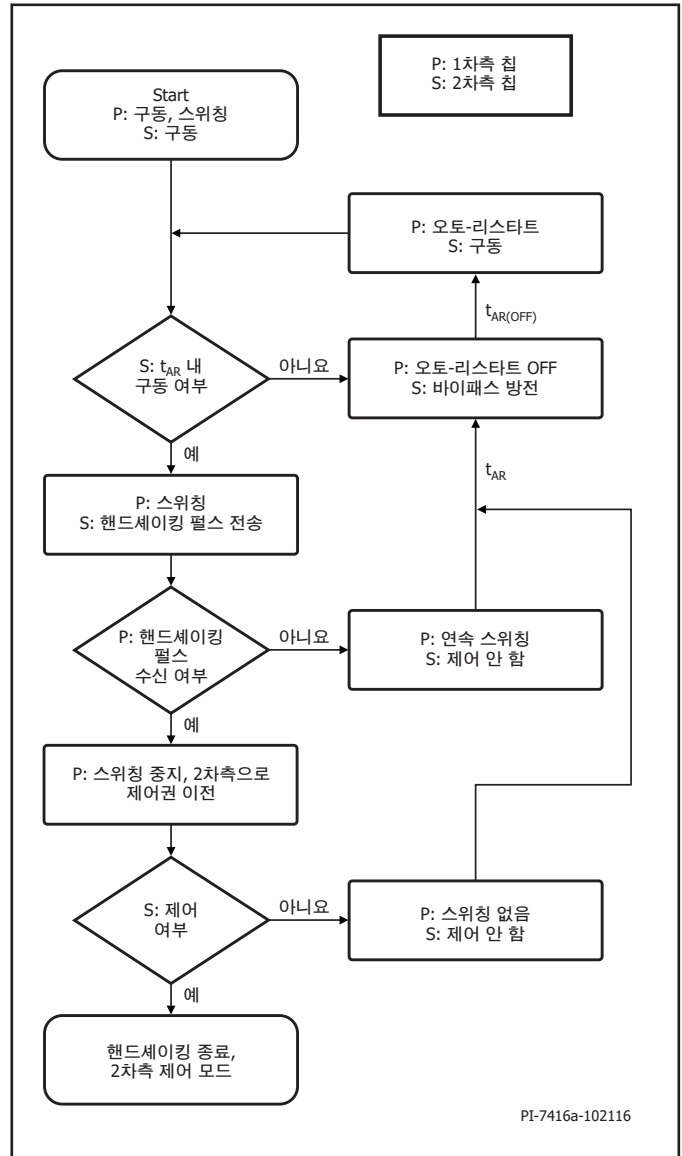 P: 1차측 칩
S: 2차측 칩
Start
P: 구동, 스위칭
S: 구동
P: 오토-리스타트
S: 구동
tAR(OFF)
S: tAR 내
구동 여부
아니요
P: 오토-리스타트 OFF
S: 바이패스 방전
예
tAR
P: 스위칭
S: 핸드셰이킹 펄스 전송
P: 핸드셰이킹
펄스
수신 여부
아니요
P: 연속 스위칭
S: 제어 안 함
예
P: 스위칭 중지, 2차측으로
제어권 이전
S: 제어
여부
아니요
P: 스위칭 없음
S: 제어 안 함
예
핸드셰이킹 종료,
2차측 제어 모드
PI-7416a-102116